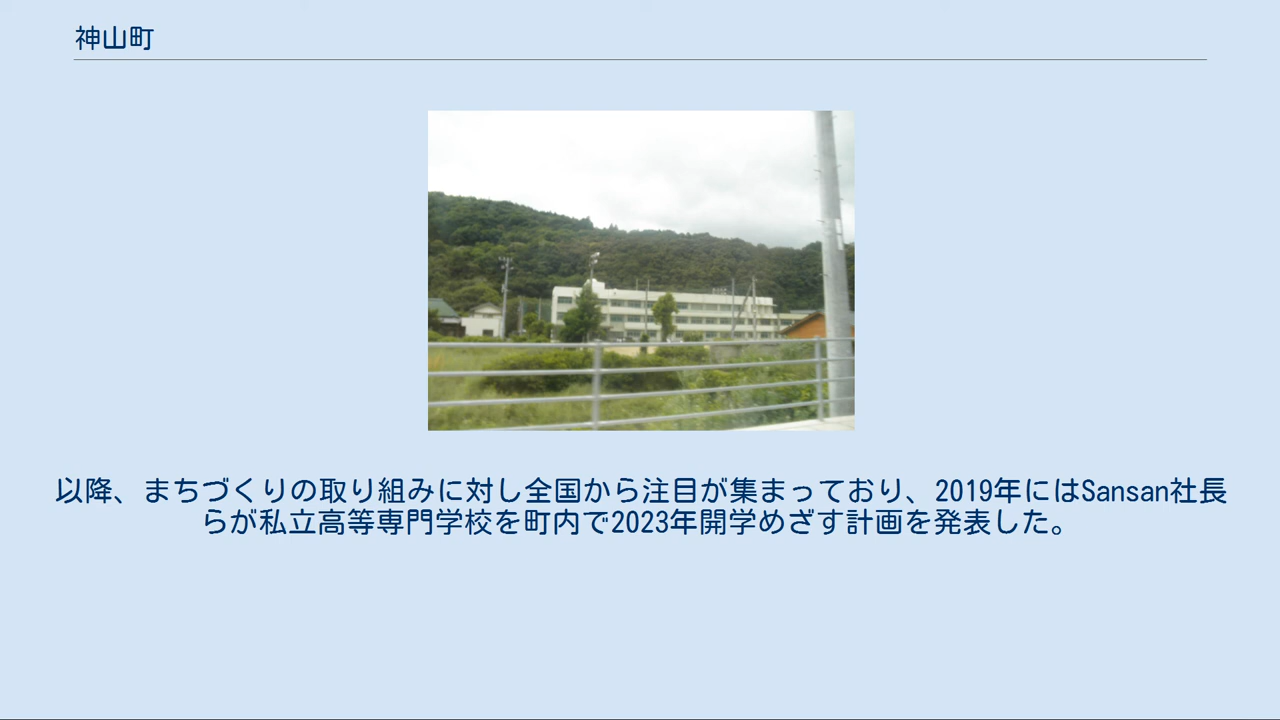 神山町
以降、まちづくりの取り組みに対し全国から注目が集まっており、2019年にはSansan社長
らが私立高等専門学校を町内で2023年開学めざす計画を発表した。